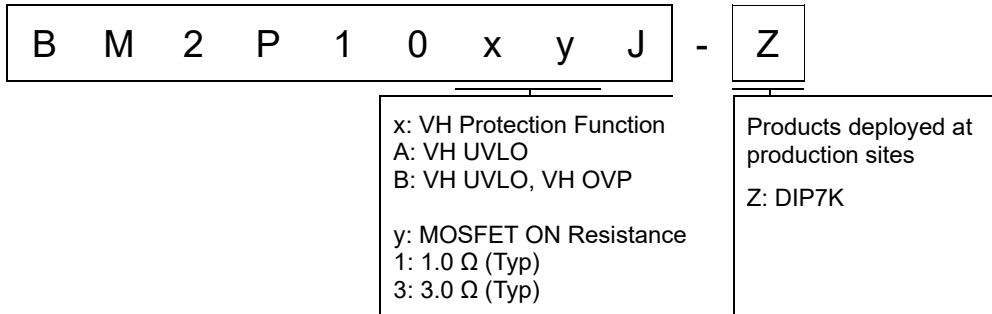 B M 2 P 1 0 x y J - Z
x: VH Protection Function
A: VH UVLO
B: VH UVLO, VH OVP
y: MOSFET ON Resistance
1: 1.0 Ω (Typ)
3: 3.0 Ω (Typ)
Products deployed at
production sites
Z: DIP7K